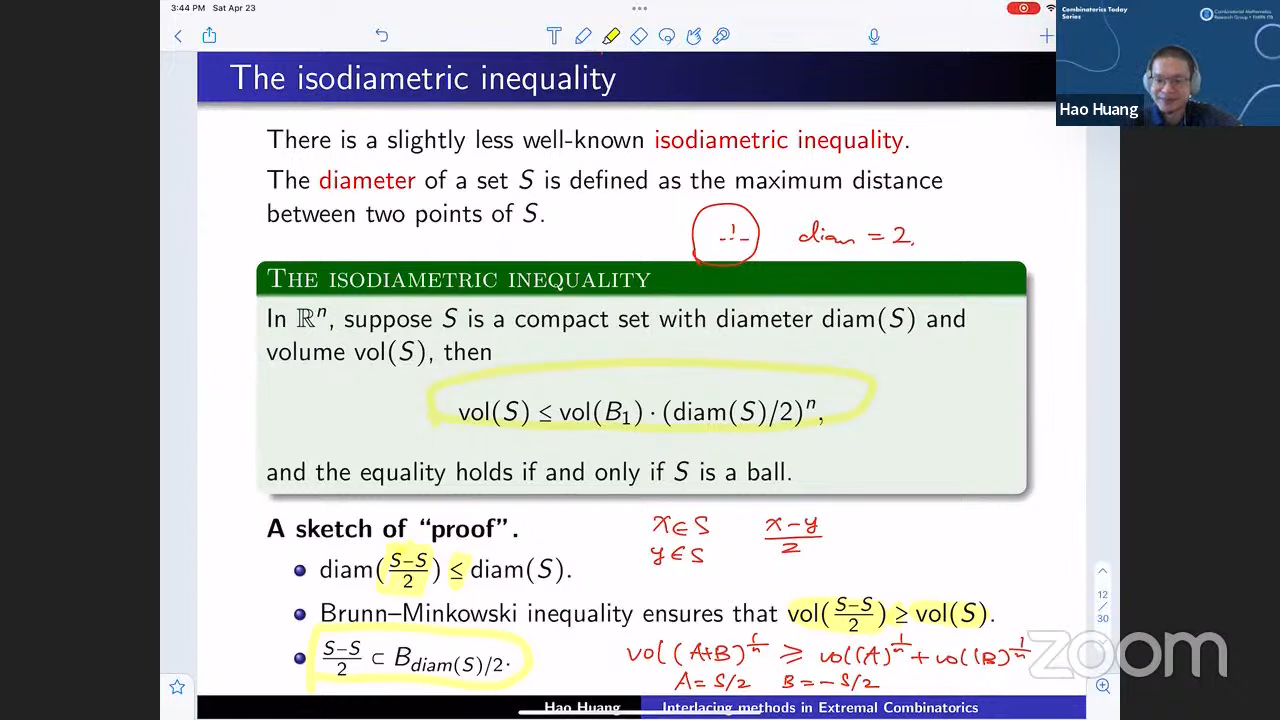 3:44 PM Sat Apr 23
Combinatorics Today
Series
Combinatorial Mathematics
Hao Huang
The isodiametric inequality
There is a slightly less well-known isodiametric inequality.
The diameter of a set S is defined as the maximum distance
between two points of S.
1
diam = 2.
THE ISODIAMETRIC INEQUALITY
In ℝⁿ, suppose S is a compact set with diameter diam(S) and
volume vol(S), then
vol(S) ≤ vol(B₁) · (diam(S)/2)ⁿ,
and the equality holds if and only if S is a ball.
A sketch of “proof”.
x ∈ S
y ∈ S
(x−y)/2
diam((S−S)/2) ≤ diam(S).
Brunn–Minkowski inequality ensures that vol((S−S)/2) ≥ vol(S).
(S−S)/2 ⊂ B_{diam(S)/2}.
vol(A+B)^{1/n} ≥ vol(A)^{1/n} + vol(B)^{1/n}
A = S/2 B = −S/2
12
/
30
zoom
Hao Huang
Interlacing methods in Extremal Combinatorics